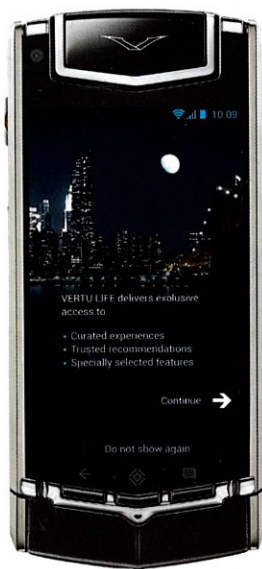 10:09
VERTU LIFE delivers exclusive
access to
• Curated experiences
• Trusted recommendations
• Specially selected features
Continue
Do not show again